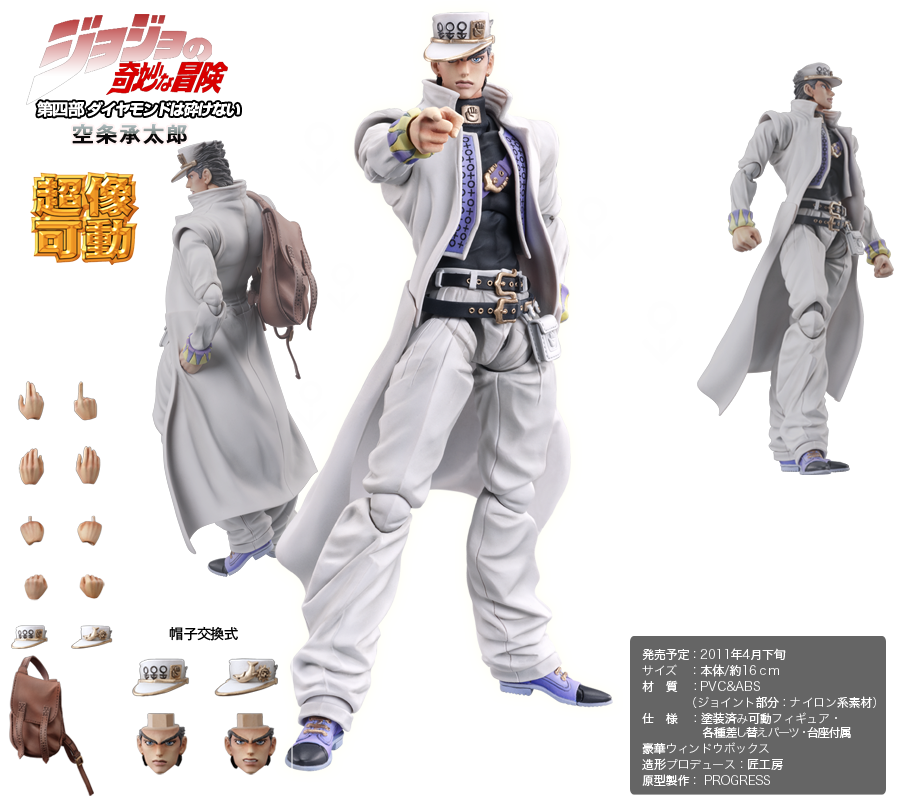 ジョジョの
奇妙な冒険
第四部 ダイヤモンドは砕けない
空条承太郎
超像
可動
帽子交換式
発売予定：2011年4月下旬
サイズ ：本体/約16ｃｍ
材 質 ：PVC&ABS
（ジョイント部分：ナイロン系素材）
仕 様 ：塗装済み可動フィギュア・
各種差し替えパーツ・台座付属
豪華ウィンドウボックス
造形プロデュース：匠工房
原型製作： PROGRESS